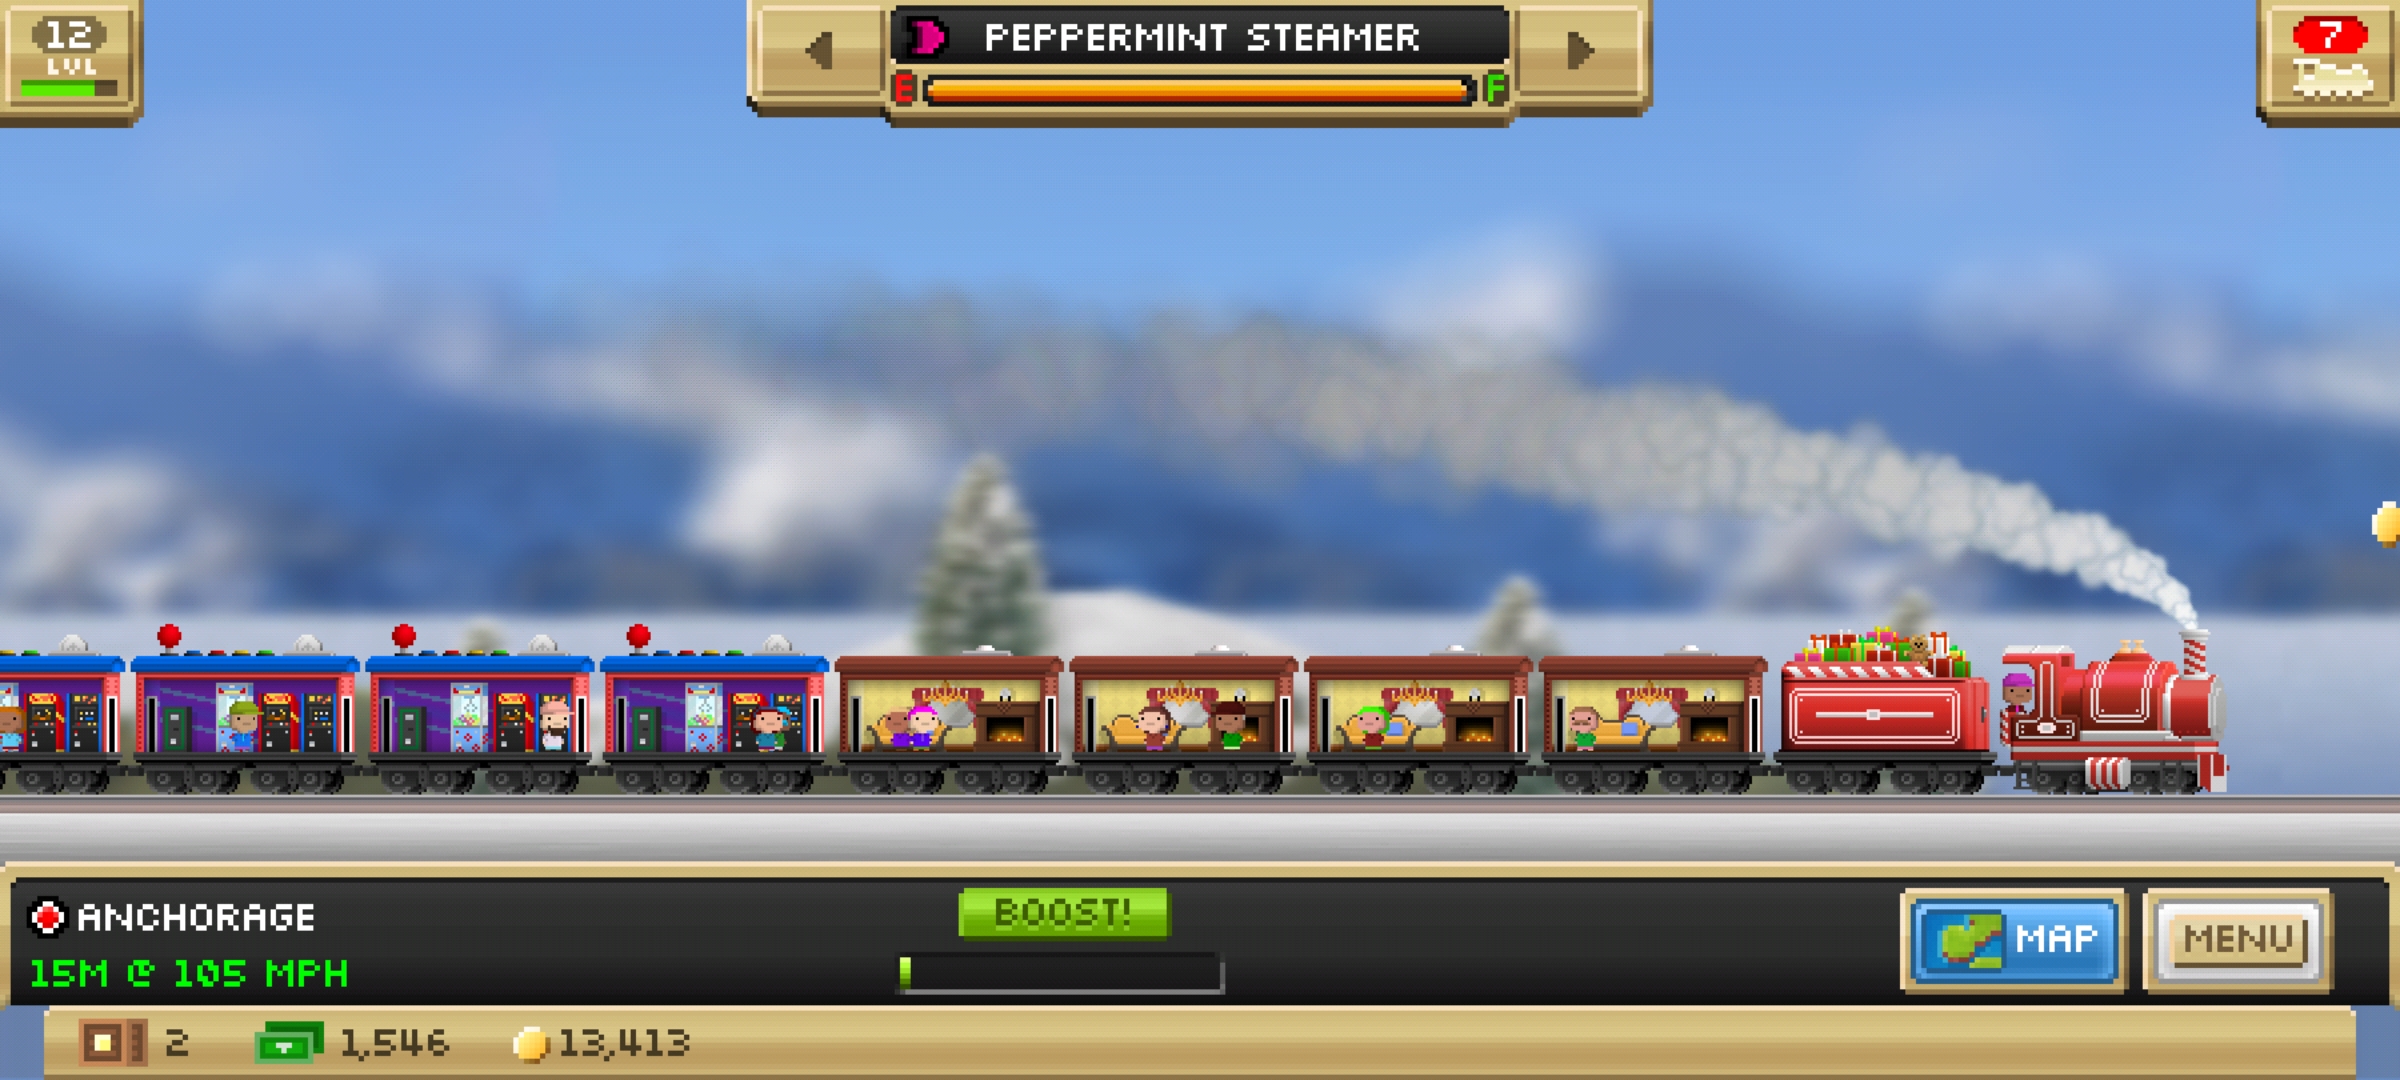 12
LVL
PEPPERMINT STEAMER
E F
7
ANCHORAGE
15M @ 105 MPH
BOOST!
MAP
MENU
2
1,546
13,413